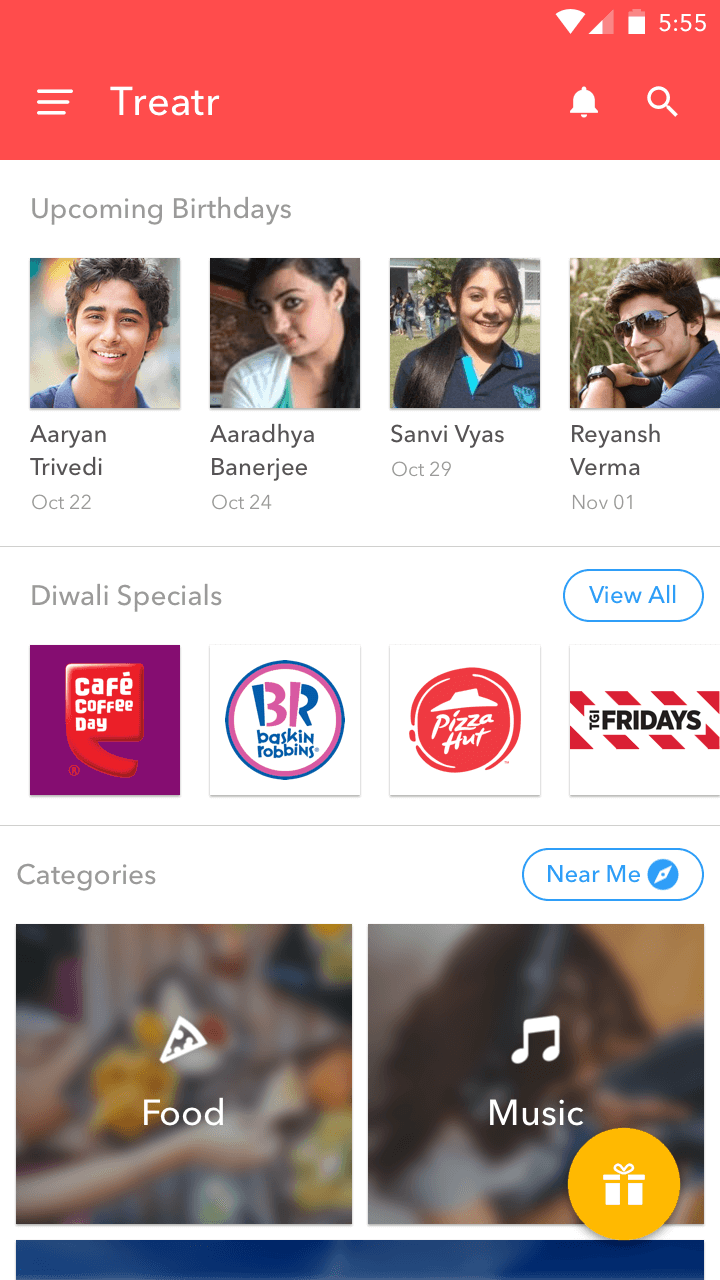 5:55
Treatr
Upcoming Birthdays
Aaryan
Trivedi
Oct 22
Aaradhya
Banerjee
Oct 24
Sanvi Vyas
Oct 29
Reyansh
Verma
Nov 01
Diwali Specials
View All
Café
Coffee
Day
®
BR
baskin
robbins®
Pizza
Hut
™
TGI FRIDAYS
Categories
Near Me
Food
Music